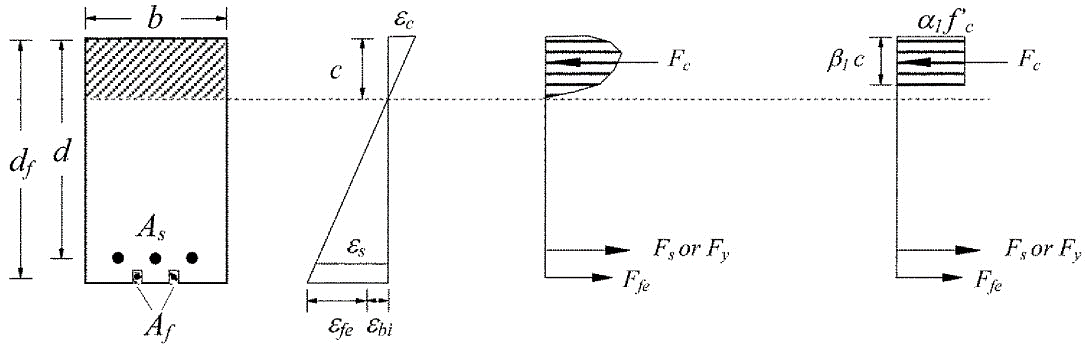 b
d_f
d
A_s
A_f
ε_c
c
ε_s
ε_fe
ε_bi
F_c
F_s or F_y
F_fe
α_1 f'_c
β_1 c
F_c
F_s or F_y
F_fe